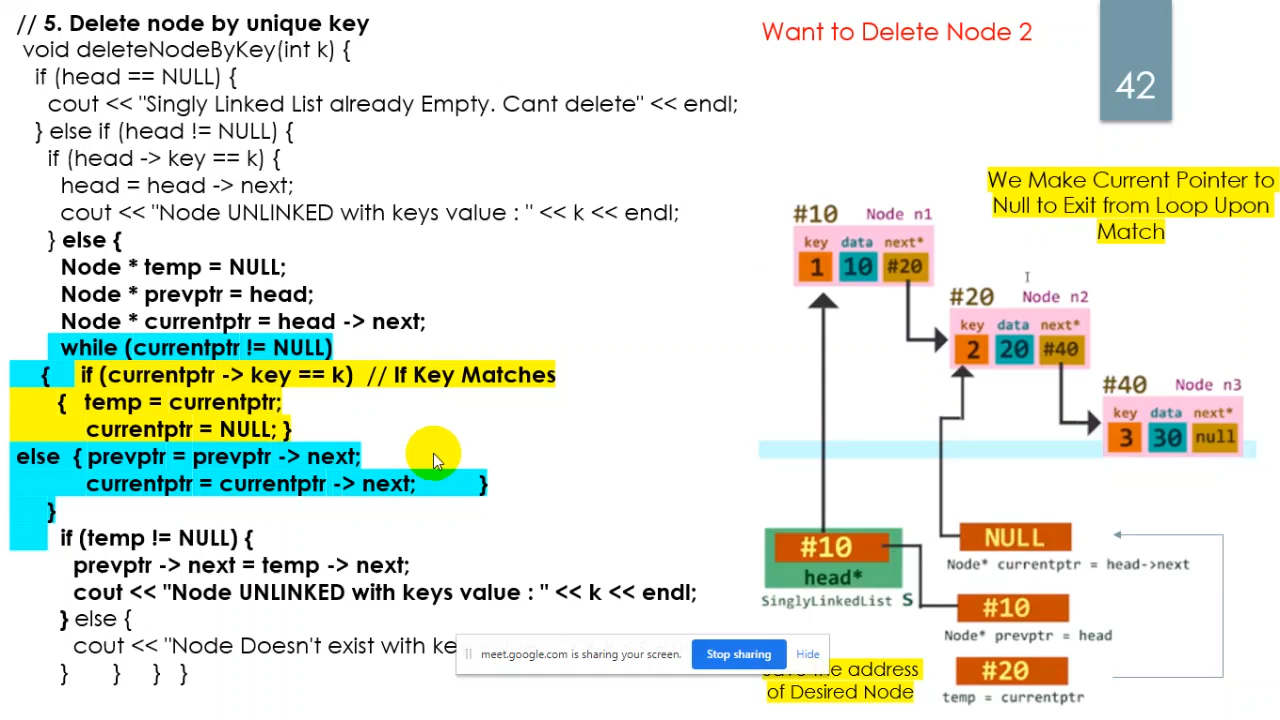 // 5. Delete node by unique key
void deleteNodeByKey(int k) {
if (head == NULL) {
cout << "Singly Linked List already Empty. Cant delete" << endl;
} else if (head != NULL) {
if (head -> key == k) {
head = head -> next;
cout << "Node UNLINKED with keys value : " << k << endl;
} else {
Node * temp = NULL;
Node * prevptr = head;
Node * currentptr = head -> next;
while (currentptr != NULL)
{ if (currentptr -> key == k) // If Key Matches
{ temp = currentptr;
currentptr = NULL; }
else { prevptr = prevptr -> next;
currentptr = currentptr -> next; }
}
if (temp != NULL) {
prevptr -> next = temp -> next;
cout << "Node UNLINKED with keys value : " << k << endl;
} else {
cout << "Node Doesn't exist with
} } } }
Want to Delete Node 2
42
We Make Current Pointer to
Null to Exit from Loop Upon
Match
#10 Node n1
key data next*
1 10 #20
#20 Node n2
key data next*
2 20 #40
#40 Node n3
key data next*
3 30 null
#10
head*
SinglyLinkedList S
NULL
Node* currentptr = head->next
#10
Node* prevptr = head
#20
temp = currentptr
the address
of Desired Node
meet.google.com is sharing your screen. Stop sharing Hide